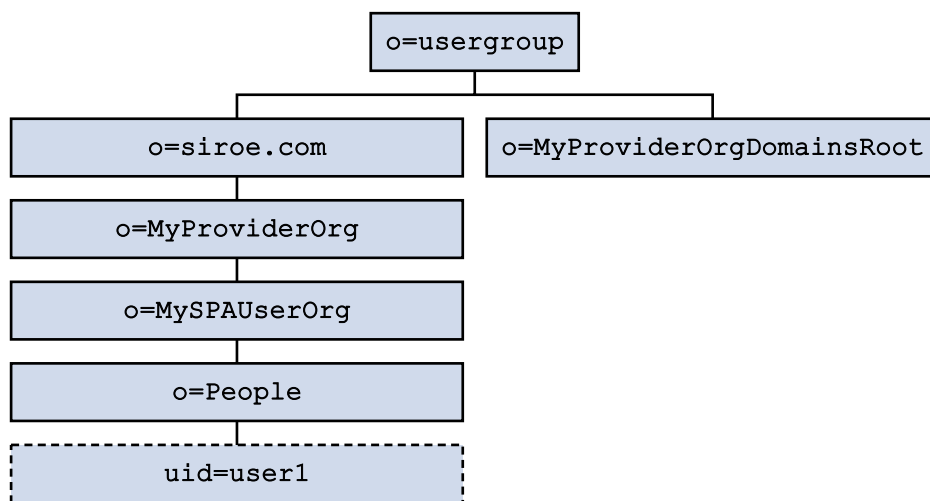 o=usergroup
o=siroe.com
o=MyProviderOrgDomainsRoot
o=MyProviderOrg
o=MySPAUserOrg
o=People
uid=user1